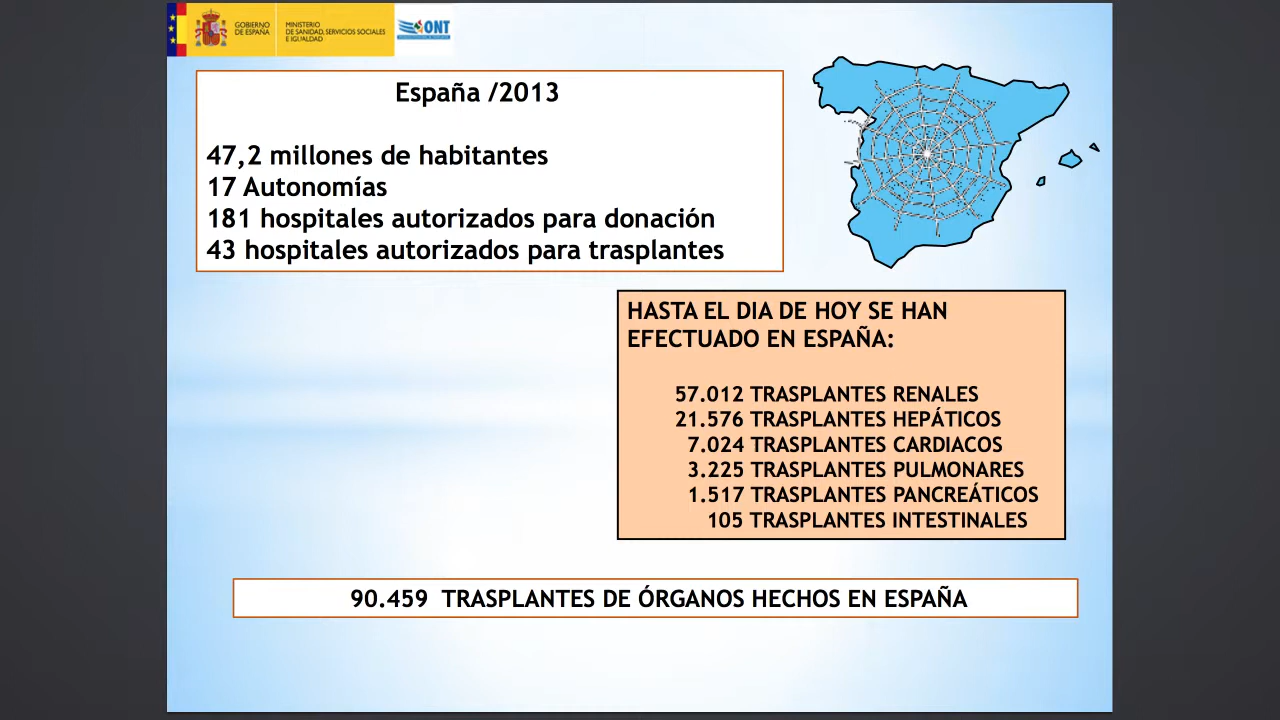 GOBIERNO
DE ESPAÑA
MINISTERIO
DE SANIDAD, SERVICIOS SOCIALES
E IGUALDAD
ONT
España /2013
47,2 millones de habitantes
17 Autonomías
181 hospitales autorizados para donación
43 hospitales autorizados para trasplantes
HASTA EL DIA DE HOY SE HAN
EFECTUADO EN ESPAÑA:
57.012 TRASPLANTES RENALES
21.576 TRASPLANTES HEPÁTICOS
7.024 TRASPLANTES CARDIACOS
3.225 TRASPLANTES PULMONARES
1.517 TRASPLANTES PANCREÁTICOS
105 TRASPLANTES INTESTINALES
90.459 TRASPLANTES DE ÓRGANOS HECHOS EN ESPAÑA